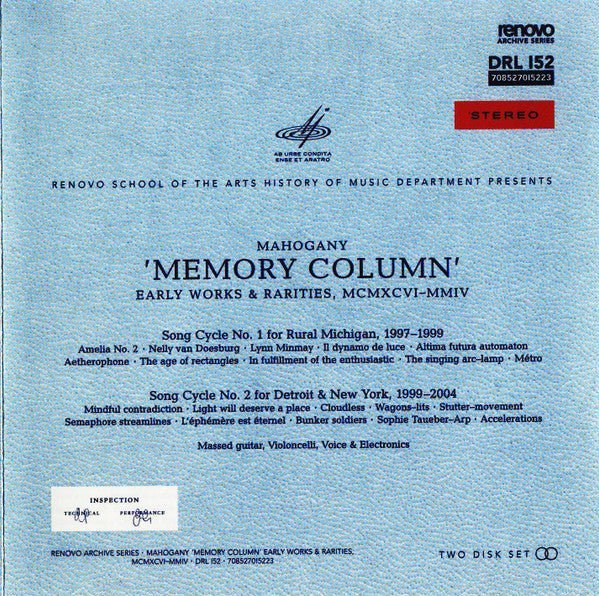 renovo
ARCHIVE SERIES
DRL 152
708527015223
STEREO
AB URBE CONDITA
ENSE ET ARATRO
RENOVO SCHOOL OF THE ARTS HISTORY OF MUSIC DEPARTMENT PRESENTS
MAHOGANY
'MEMORY COLUMN'
EARLY WORKS & RARITIES, MCMXCVI–MMIV
Song Cycle No. 1 for Rural Michigan, 1997–1999
Amelia No. 2 · Nelly van Doesburg · Lynn Minmay · Il dynamo de luce · Altima futura automaton
Aetherophone · The age of rectangles · In fulfillment of the enthusiastic · The singing arc–lamp · Métro
Song Cycle No. 2 for Detroit & New York, 1999–2004
Mindful contradiction · Light will deserve a place · Cloudless · Wagons–lits · Stutter–movement
Semaphore streamlines · L'éphémère est éternel · Bunker soldiers · Sophie Taueber–Arp · Accelerations
Massed guitar, Violoncelli, Voice & Electronics
INSPECTION
TECHNICAL PERFORMANCE
RENOVO ARCHIVE SERIES · MAHOGANY 'MEMORY COLUMN' EARLY WORKS & RARITIES,
MCMXCVI–MMIV · DRL 152 · 708527015223
TWO DISK SET